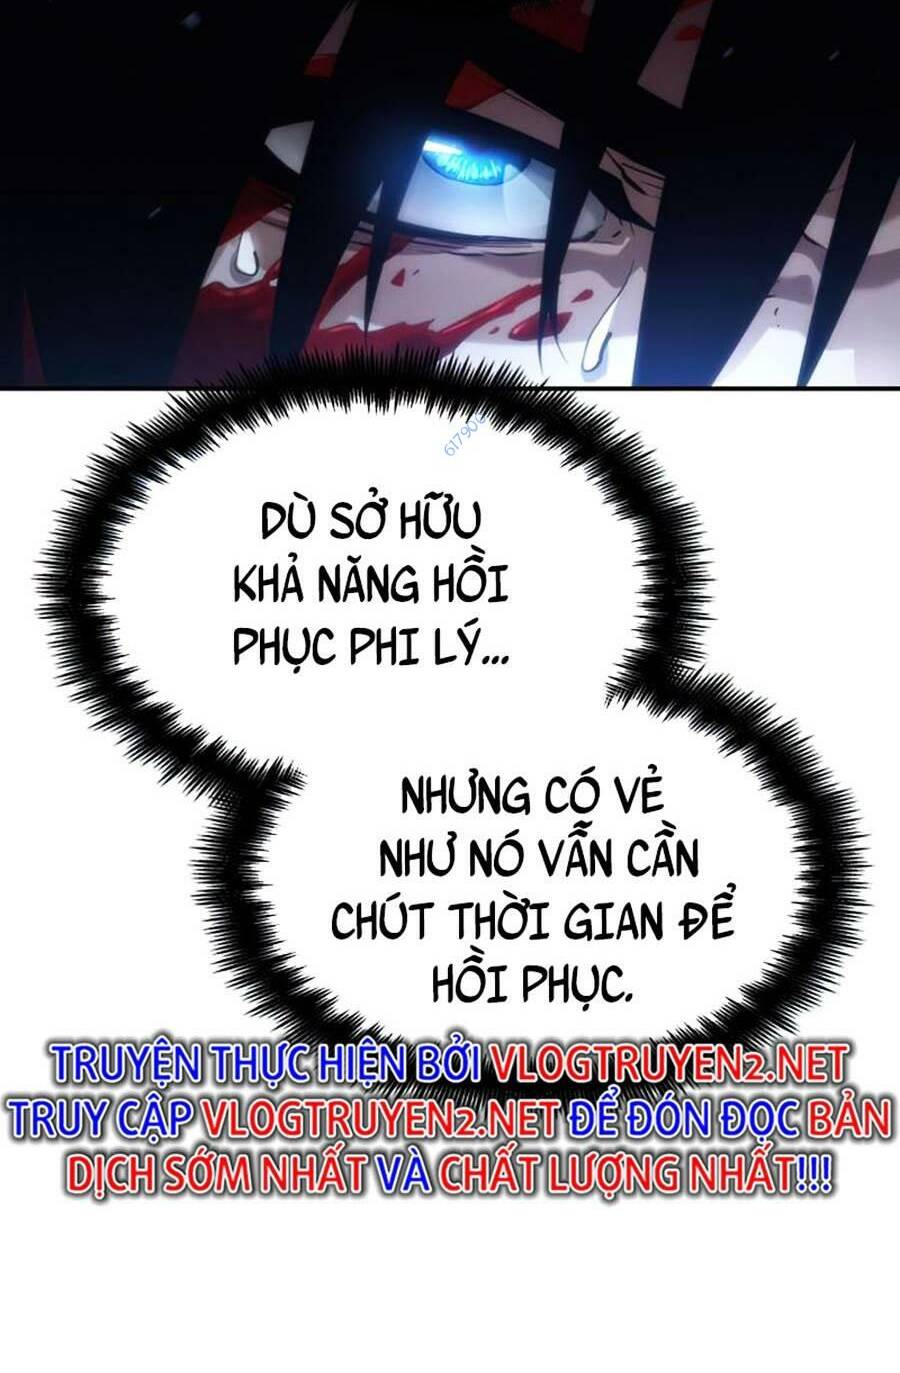 617900
DÙ SỞ HỮU
KHẢ NĂNG HỒI
PHỤC PHI LÝ...
NHƯNG CÓ VẺ
NHƯ NÓ VẪN CẦN
CHÚT THỜI GIAN ĐỂ
HỒI PHỤC.
TRUYỆN THỰC HIỆN BỞI VLOGTRUYEN2.NET
TRUY CẬP VLOGTRUYEN2.NET ĐỂ ĐÓN ĐỌC BẢN
DỊCH SỚM NHẤT VÀ CHẤT LƯỢNG NHẤT!!!